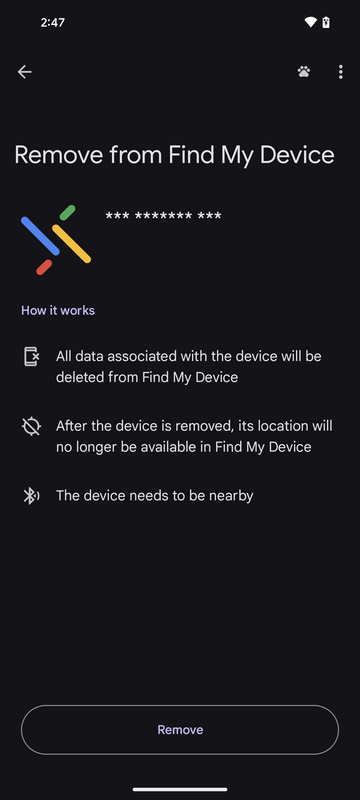 2:47
Remove from Find My Device
*** ******* ***
How it works
All data associated with the device will be
deleted from Find My Device
After the device is removed, its location will
no longer be available in Find My Device
The device needs to be nearby
Remove